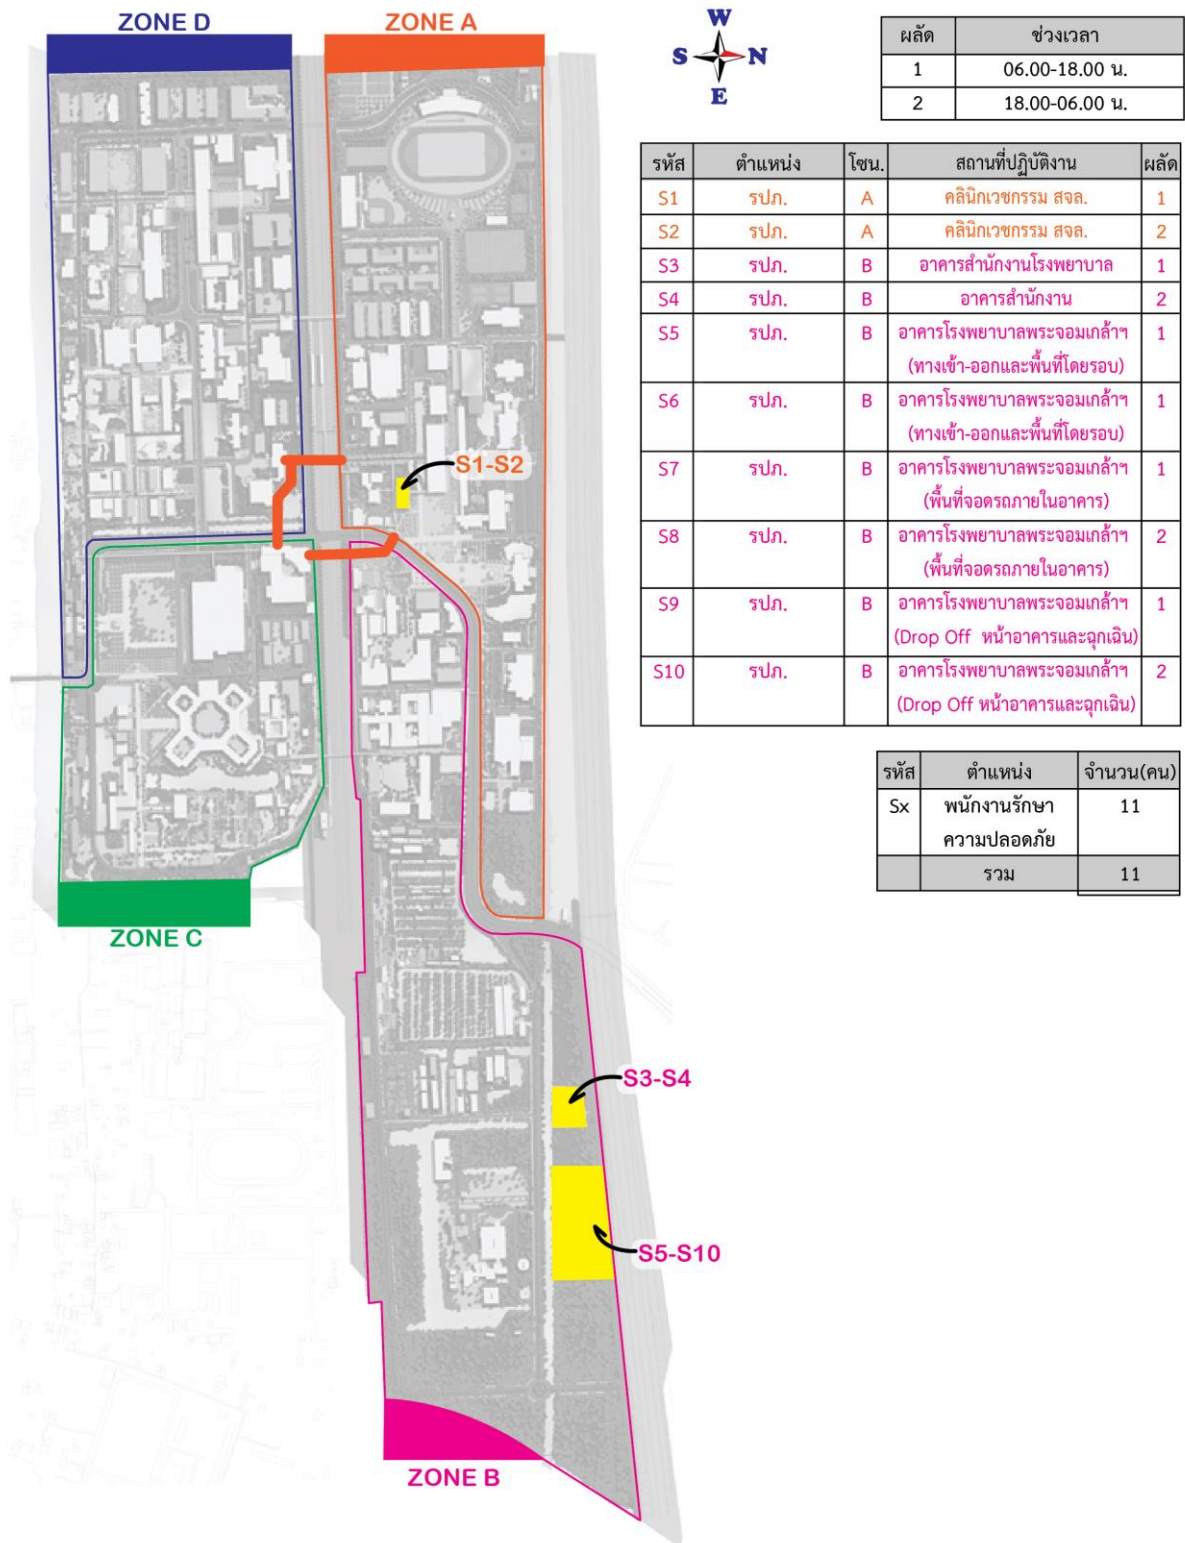 ZONE D
ZONE A
W
S N
E
ผลัด ช่วงเวลา
1 06.00-18.00 น.
2 18.00-06.00 น.
รหัส ตำแหน่ง โซน. สถานที่ปฏิบัติงาน ผลัด
S1 รปภ. A คลินิกเวชกรรม สจล. 1
S2 รปภ. A คลินิกเวชกรรม สจล. 2
S3 รปภ. B อาคารสำนักงานโรงพยาบาล 1
S4 รปภ. B อาคารสำนักงาน 2
S5 รปภ. B อาคารโรงพยาบาลพระจอมเกล้าฯ 1
(ทางเข้า-ออกและพื้นที่โดยรอบ)
S6 รปภ. B อาคารโรงพยาบาลพระจอมเกล้าฯ 1
(ทางเข้า-ออกและพื้นที่โดยรอบ)
S7 รปภ. B อาคารโรงพยาบาลพระจอมเกล้าฯ 1
(พื้นที่จอดรถภายในอาคาร)
S8 รปภ. B อาคารโรงพยาบาลพระจอมเกล้าฯ 2
(พื้นที่จอดรถภายในอาคาร)
S9 รปภ. B อาคารโรงพยาบาลพระจอมเกล้าฯ 1
(Drop Off หน้าอาคารและฉุกเฉิน)
S10 รปภ. B อาคารโรงพยาบาลพระจอมเกล้าฯ 2
(Drop Off หน้าอาคารและฉุกเฉิน)
รหัส ตำแหน่ง จำนวน(คน)
Sx พนักงานรักษา 11
ความปลอดภัย
รวม 11
S1-S2
ZONE C
S3-S4
S5-S10
ZONE B